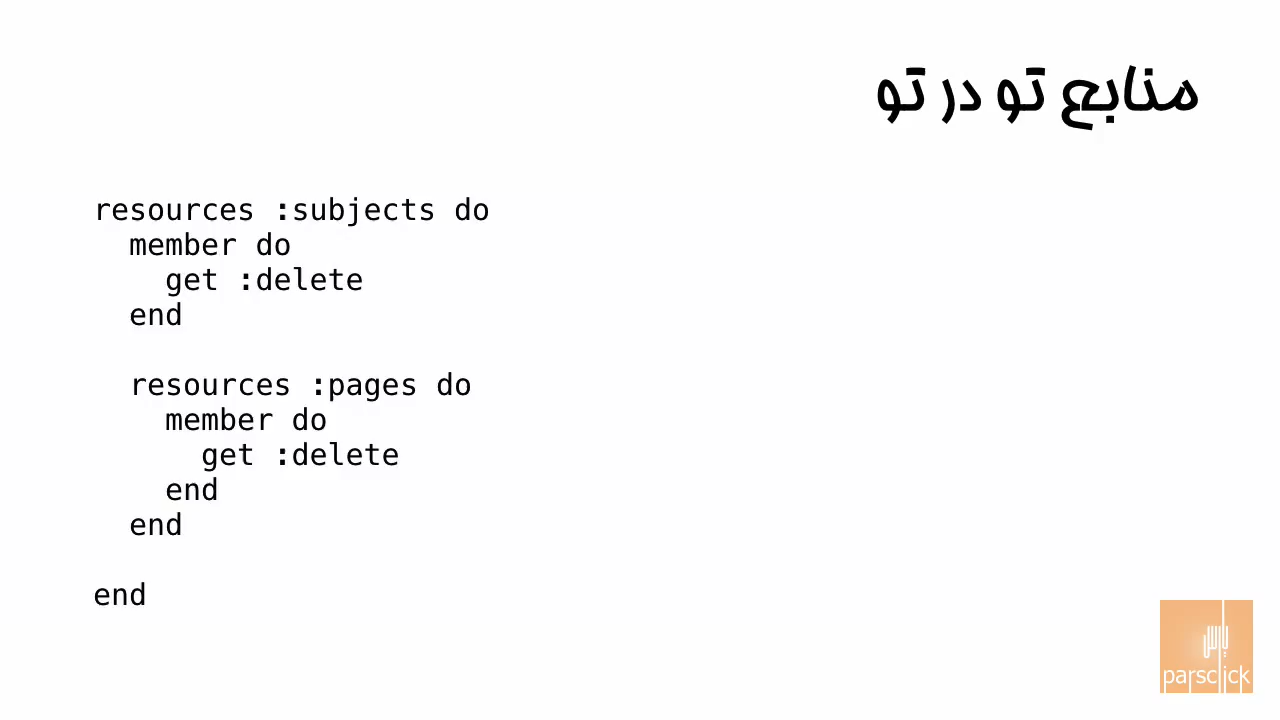 منابع تو در تو
resources :subjects do
  member do
    get :delete
  end

  resources :pages do
    member do
      get :delete
    end
  end

end
پارس
parsclick